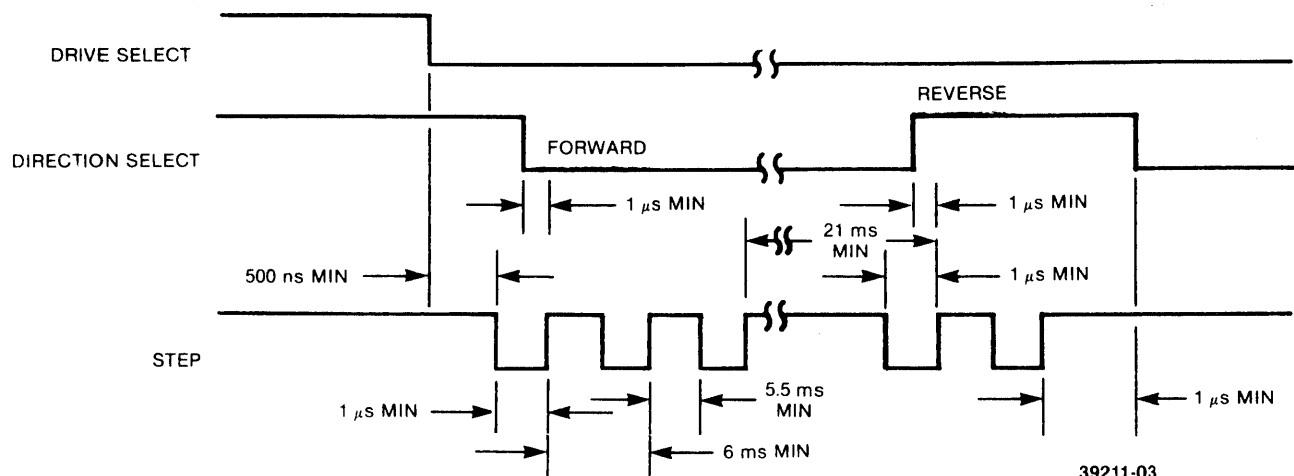 DRIVE SELECT
REVERSE
DIRECTION SELECT
FORWARD
1 μs MIN
1 μs MIN
21 ms
MIN
500 ns MIN
1 μs MIN
STEP
5.5 ms
MIN
1 μs MIN
1 μs MIN
6 ms MIN
39211-03